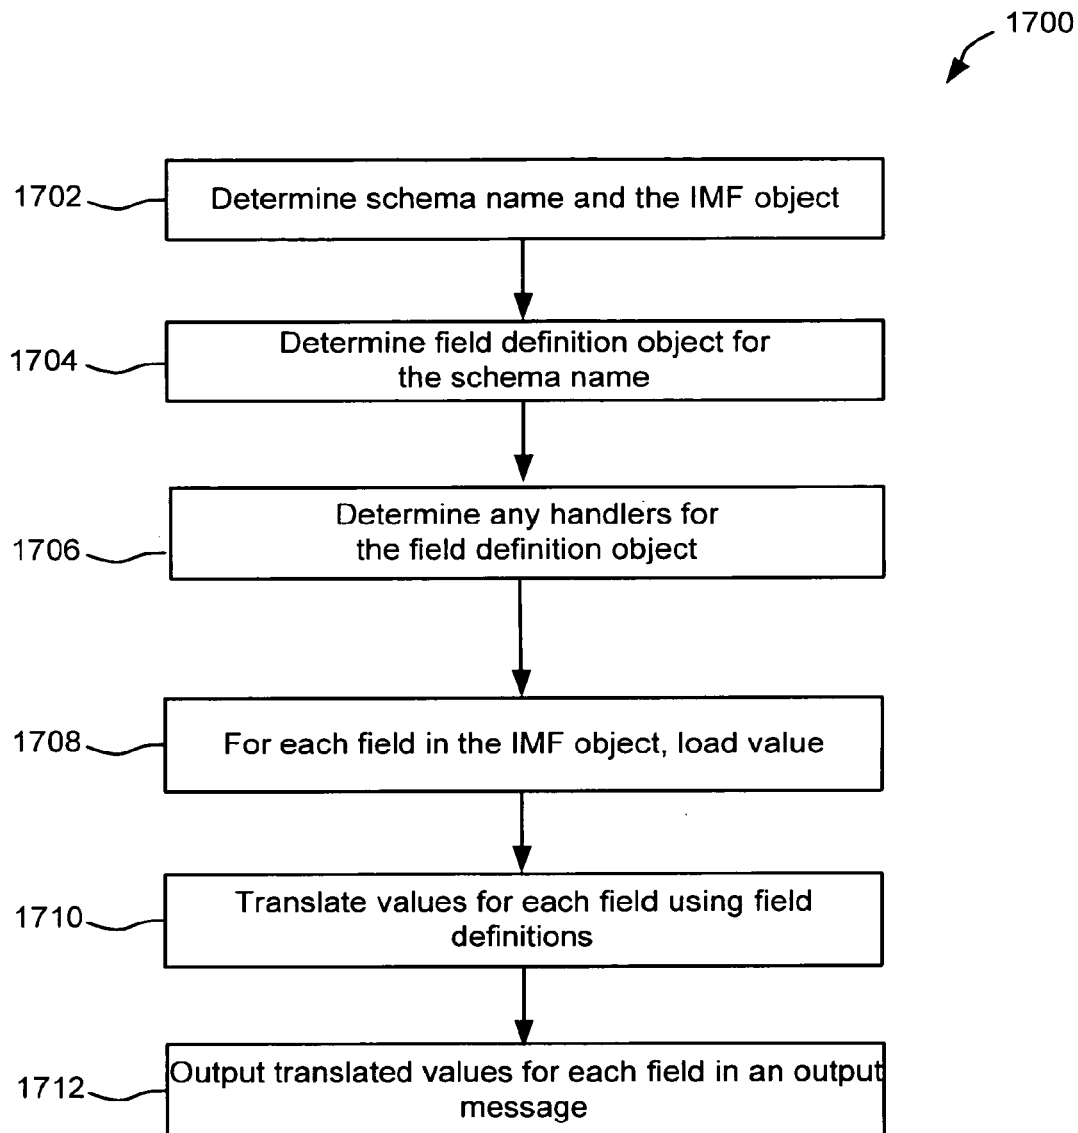 1700
1702
Determine schema name and the IMF object
1704
Determine field definition object for
the schema name
1706
Determine any handlers for
the field definition object
1708
For each field in the IMF object, load value
1710
Translate values for each field using field
definitions
1712
Output translated values for each field in an output
message